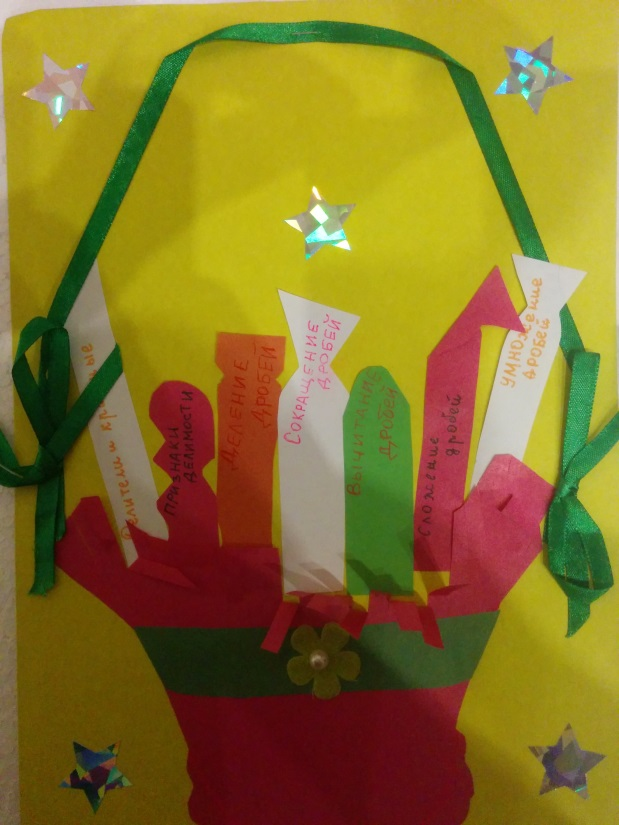 Делители и кратные
ПРИЗНАКИ
ДЕЛИМОСТИ
ДЕЛЕНИЕ
ДРОБЕЙ
СОКРАЩЕНИЕ
ДРОБЕЙ
ВЫЧИТАНИЕ
ДРОБЕЙ
Сложение
дробей
УМНОЖЕНИЕ
ДРОБЕЙ